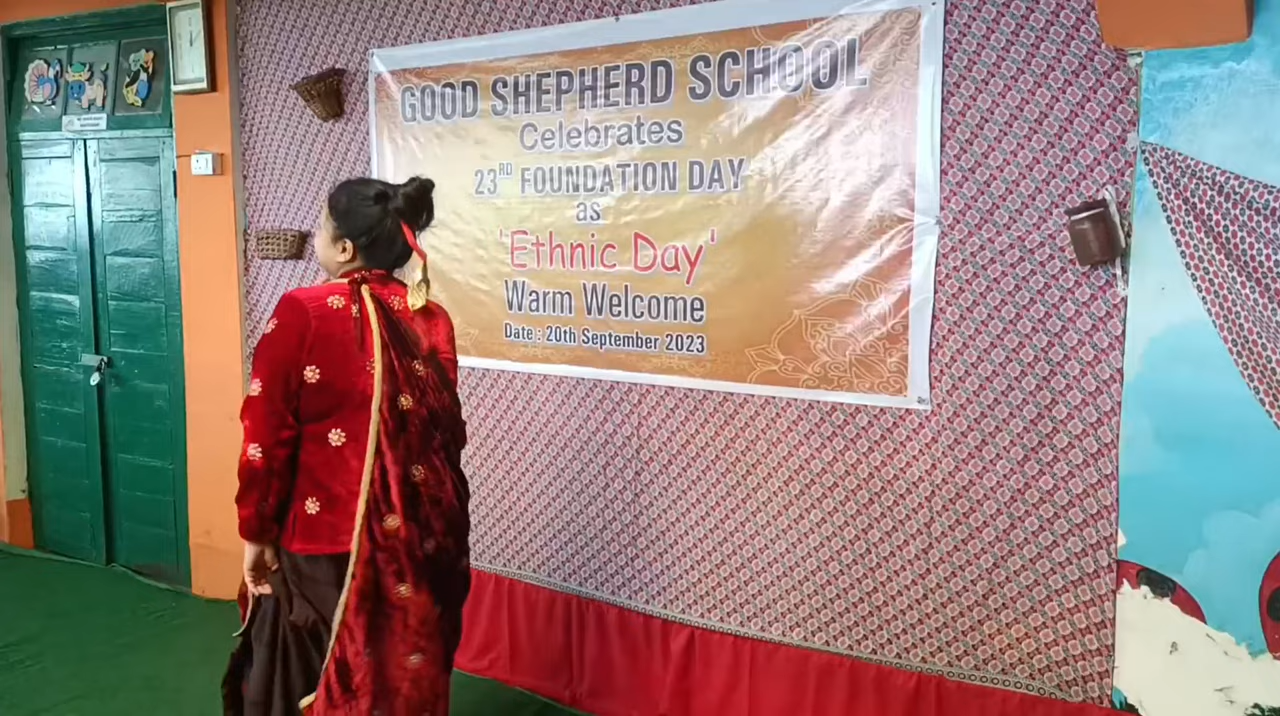 GOOD SHEPHERD SCHOOL
Celebrates
23RD FOUNDATION DAY
as
'Ethnic Day'
Warm Welcome
Date : 20th September 2023